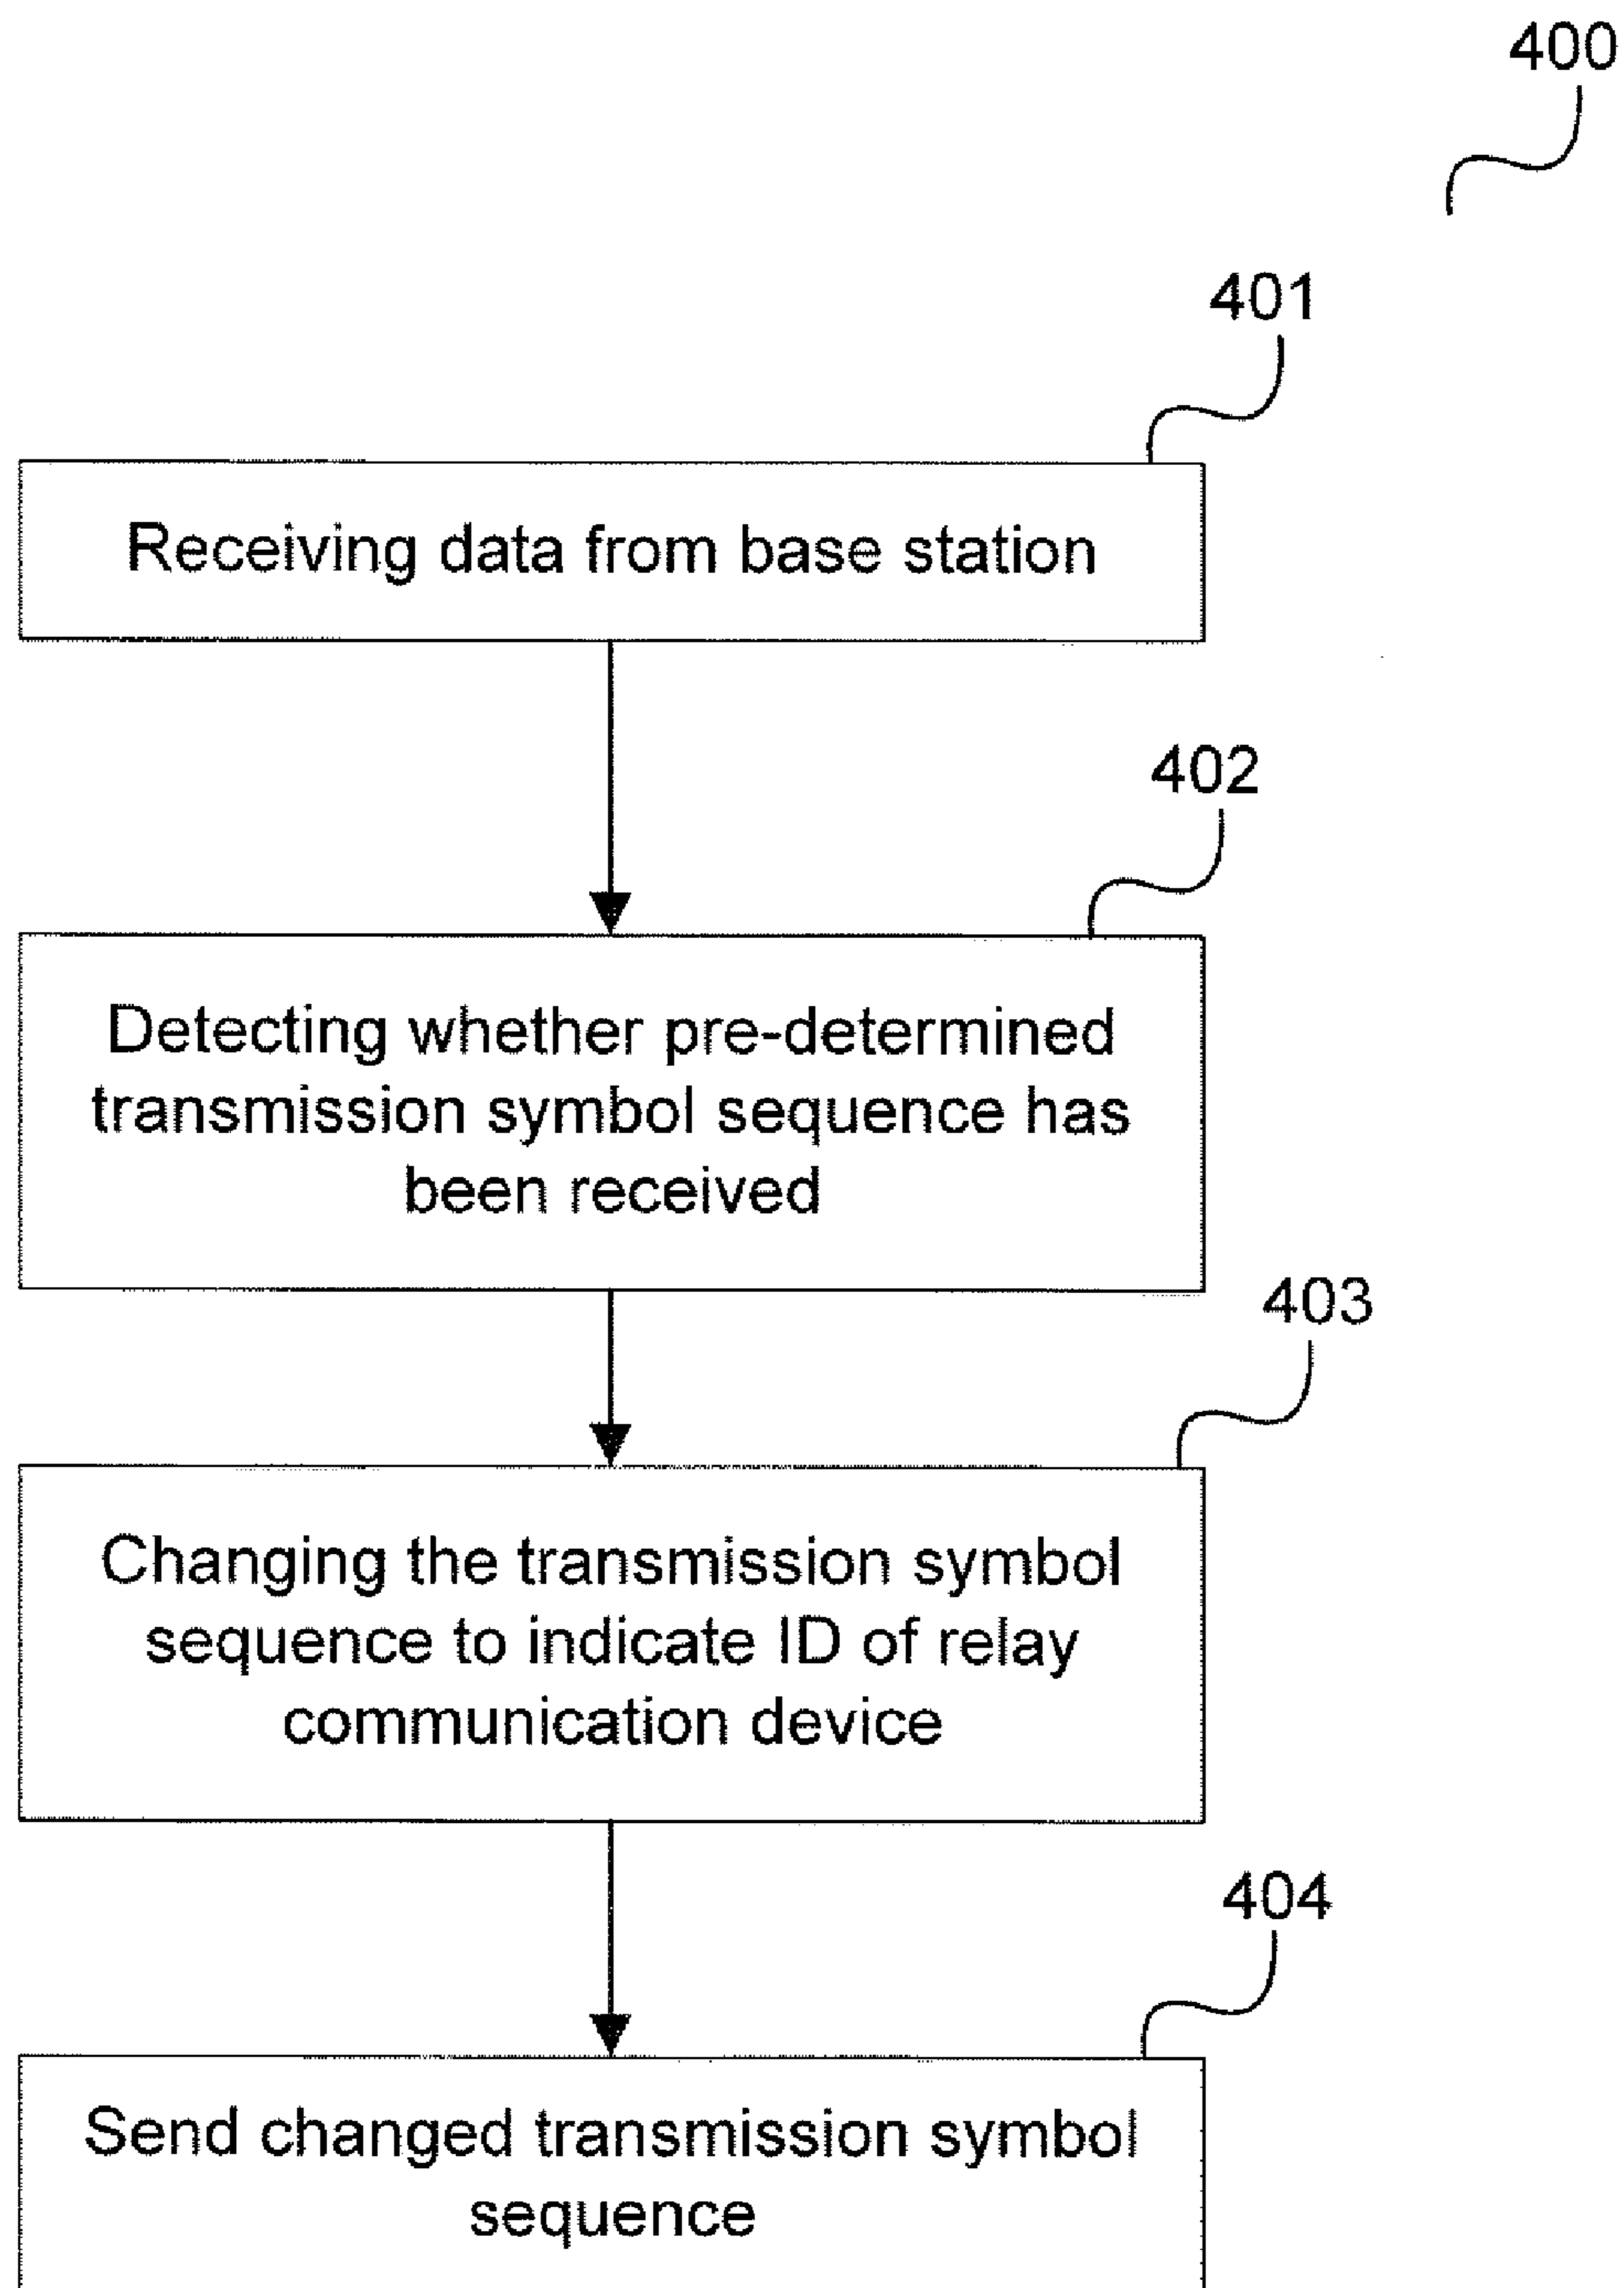 400
401
Receiving data from base station
402
Detecting whether pre-determined
transmission symbol sequence has
been received
403
Changing the transmission symbol
sequence to indicate ID of relay
communication device
404
Send changed transmission symbol
sequence